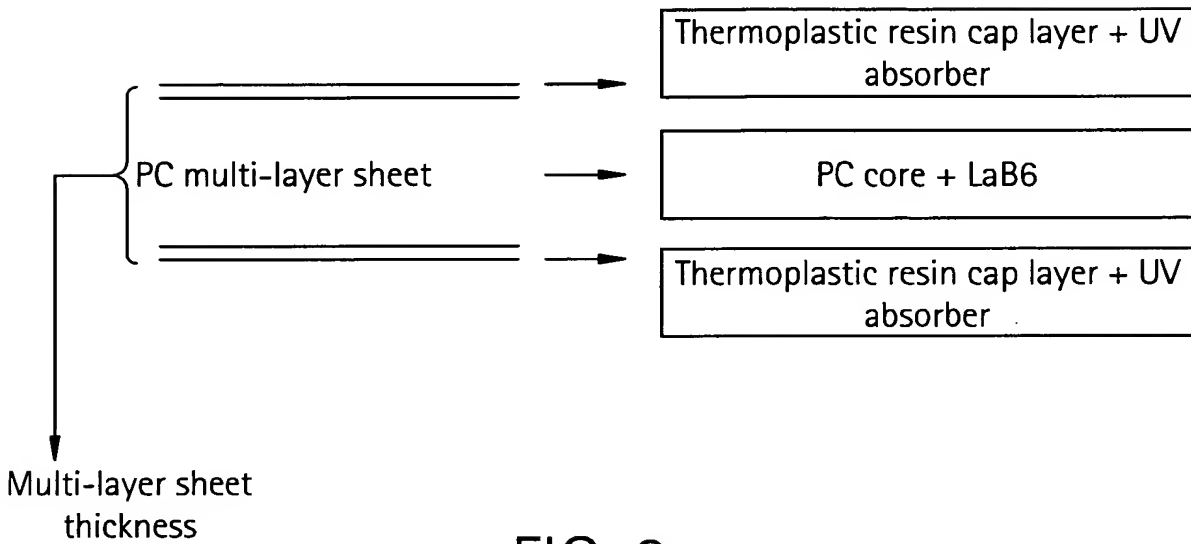 Thermoplastic resin cap layer + UV
absorber
PC multi-layer sheet
PC core + LaB6
Thermoplastic resin cap layer + UV
absorber
Multi-layer sheet
thickness